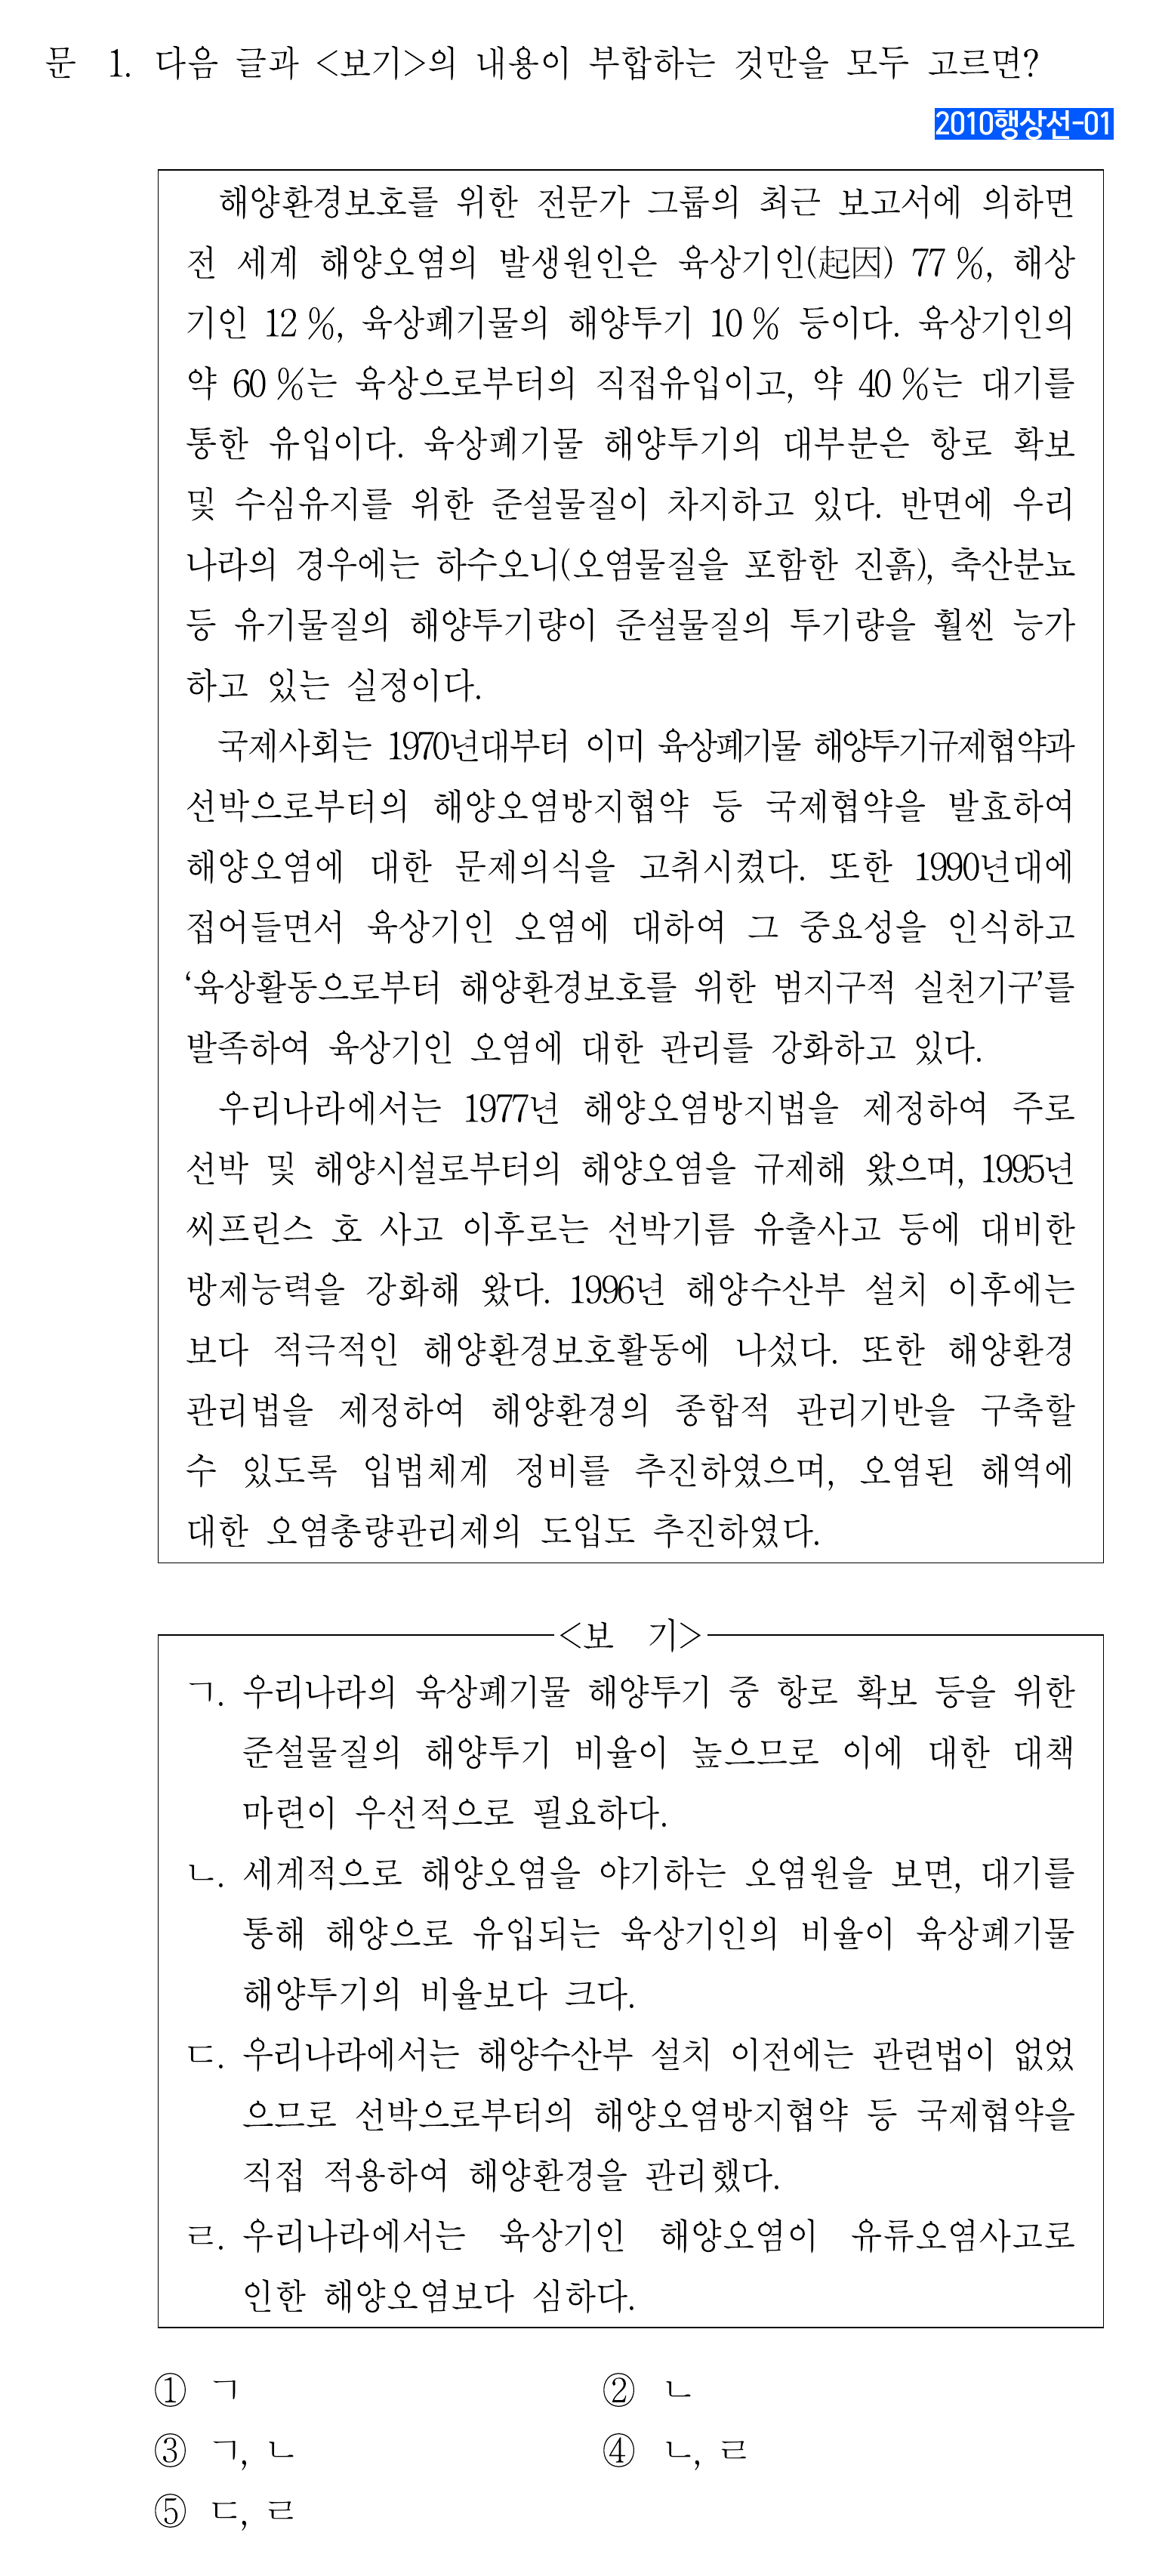 문 1. 다음 글과 <보기>의 내용이 부합하는 것만을 모두 고르면?
2010행상선-01
해양환경보호를 위한 전문가 그룹의 최근 보고서에 의하면
전 세계 해양오염의 발생원인은 육상기인(起因) 77 %, 해상
기인 12 %, 육상폐기물의 해양투기 10 % 등이다. 육상기인의
약 60 %는 육상으로부터의 직접유입이고, 약 40 %는 대기를
통한 유입이다. 육상폐기물 해양투기의 대부분은 항로 확보
및 수심유지를 위한 준설물질이 차지하고 있다. 반면에 우리
나라의 경우에는 하수오니(오염물질을 포함한 진흙), 축산분뇨
등 유기물질의 해양투기량이 준설물질의 투기량을 훨씬 능가
하고 있는 실정이다.
국제사회는 1970년대부터 이미 육상폐기물 해양투기규제협약과
선박으로부터의 해양오염방지협약 등 국제협약을 발효하여
해양오염에 대한 문제의식을 고취시켰다. 또한 1990년대에
접어들면서 육상기인 오염에 대하여 그 중요성을 인식하고
‘육상활동으로부터 해양환경보호를 위한 범지구적 실천기구’를
발족하여 육상기인 오염에 대한 관리를 강화하고 있다.
우리나라에서는 1977년 해양오염방지법을 제정하여 주로
선박 및 해양시설로부터의 해양오염을 규제해 왔으며, 1995년
씨프린스 호 사고 이후로는 선박기름 유출사고 등에 대비한
방제능력을 강화해 왔다. 1996년 해양수산부 설치 이후에는
보다 적극적인 해양환경보호활동에 나섰다. 또한 해양환경
관리법을 제정하여 해양환경의 종합적 관리기반을 구축할
수 있도록 입법체계 정비를 추진하였으며, 오염된 해역에
대한 오염총량관리제의 도입도 추진하였다.
<보 기>
ㄱ. 우리나라의 육상폐기물 해양투기 중 항로 확보 등을 위한
준설물질의 해양투기 비율이 높으므로 이에 대한 대책
마련이 우선적으로 필요하다.
ㄴ. 세계적으로 해양오염을 야기하는 오염원을 보면, 대기를
통해 해양으로 유입되는 육상기인의 비율이 육상폐기물
해양투기의 비율보다 크다.
ㄷ. 우리나라에서는 해양수산부 설치 이전에는 관련법이 없었
으므로 선박으로부터의 해양오염방지협약 등 국제협약을
직접 적용하여 해양환경을 관리했다.
ㄹ. 우리나라에서는 육상기인 해양오염이 유류오염사고로
인한 해양오염보다 심하다.
① ㄱ ② ㄴ
③ ㄱ, ㄴ ④ ㄴ, ㄹ
⑤ ㄷ, ㄹ